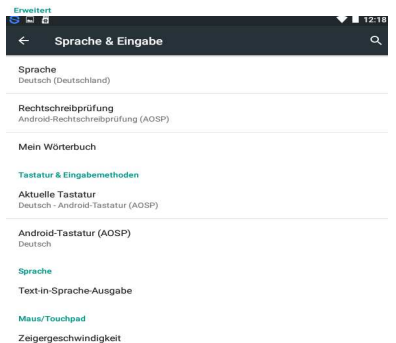 Erweitert
12:18
Sprache & Eingabe
Sprache
Deutsch (Deutschland)
Rechtschreibprüfung
Android-Rechtschreibprüfung (AOSP)
Mein Wörterbuch
Tastatur & Eingabemethoden
Aktuelle Tastatur
Deutsch - Android-Tastatur (AOSP)
Android-Tastatur (AOSP)
Deutsch
Sprache
Text-in-Sprache-Ausgabe
Maus/Touchpad
Zeigergeschwindigkeit